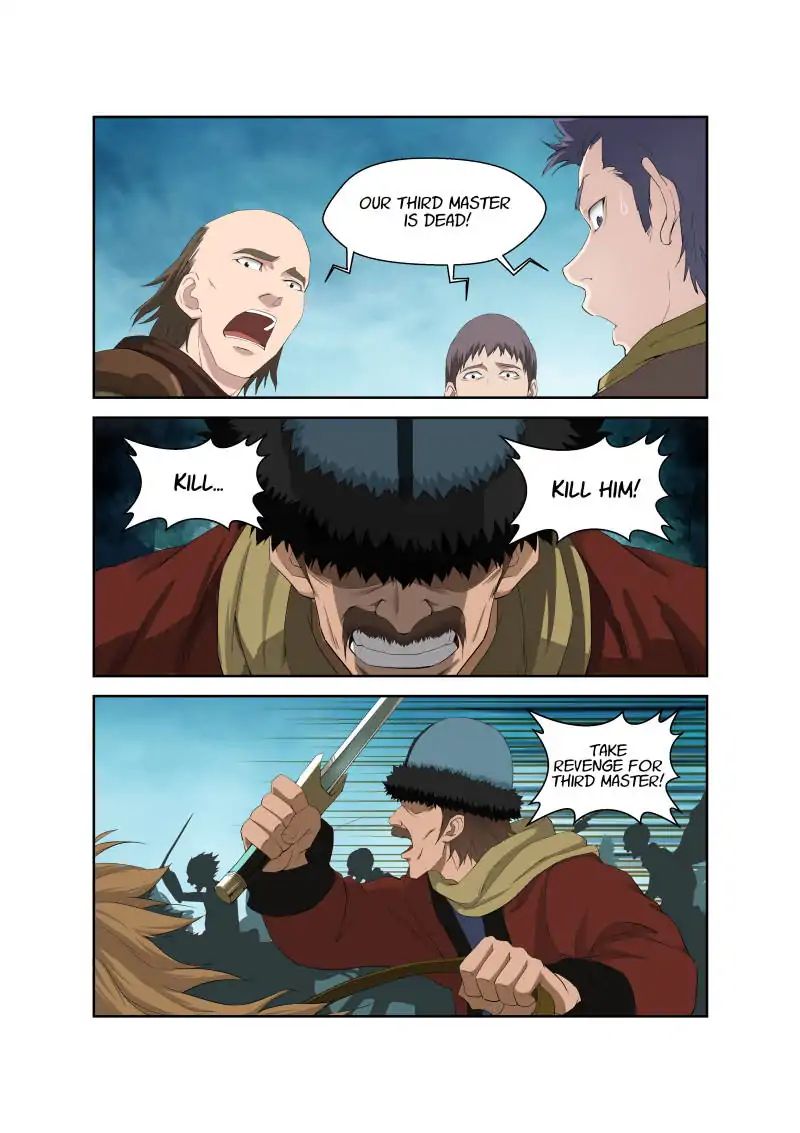 OUR THIRD MASTER
IS DEAD!
KILL...
KILL HIM!
TAKE
REVENGE FOR
THIRD MASTER!